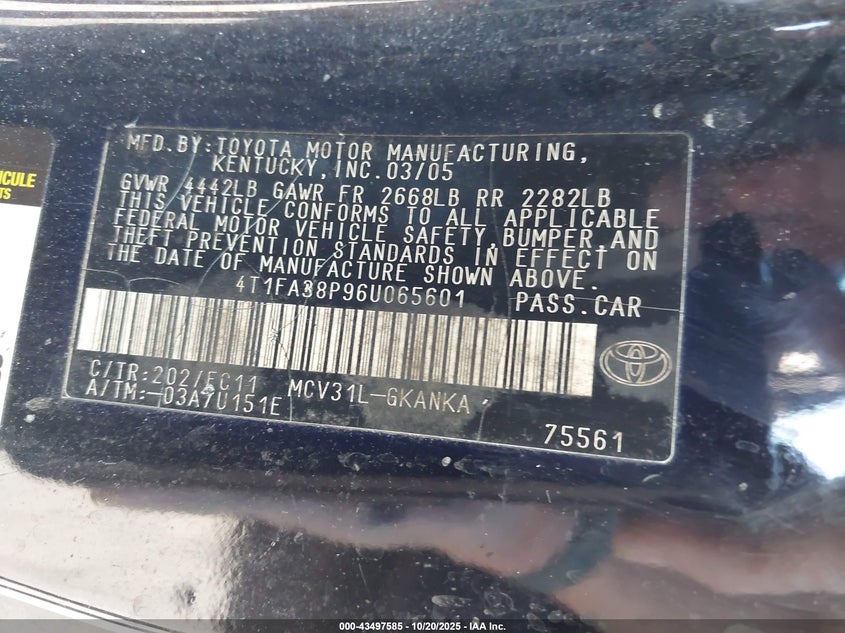 MFD.BY:TOYOTA MOTOR MANUFACTURING,
KENTUCKY,INC.03/05
GVWR 4442LB GAWR FR 2668LB RR 2282LB
THIS VEHICLE CONFORMS TO ALL APPLICABLE
FEDERAL MOTOR VEHICLE SAFETY,BUMPER,AND
THEFT PREVENTION STANDARDS IN EFFECT ON
THE DATE OF MANUFACTURE SHOWN ABOVE.
4T1FA38P96U065601 PASS.CAR
C/TR:202/FC11 MCV31L-GKANKA
A/TM:-03A/U151E
75561
TOYOTA
000-43497585 - 10/20/2025 - IAA Inc.